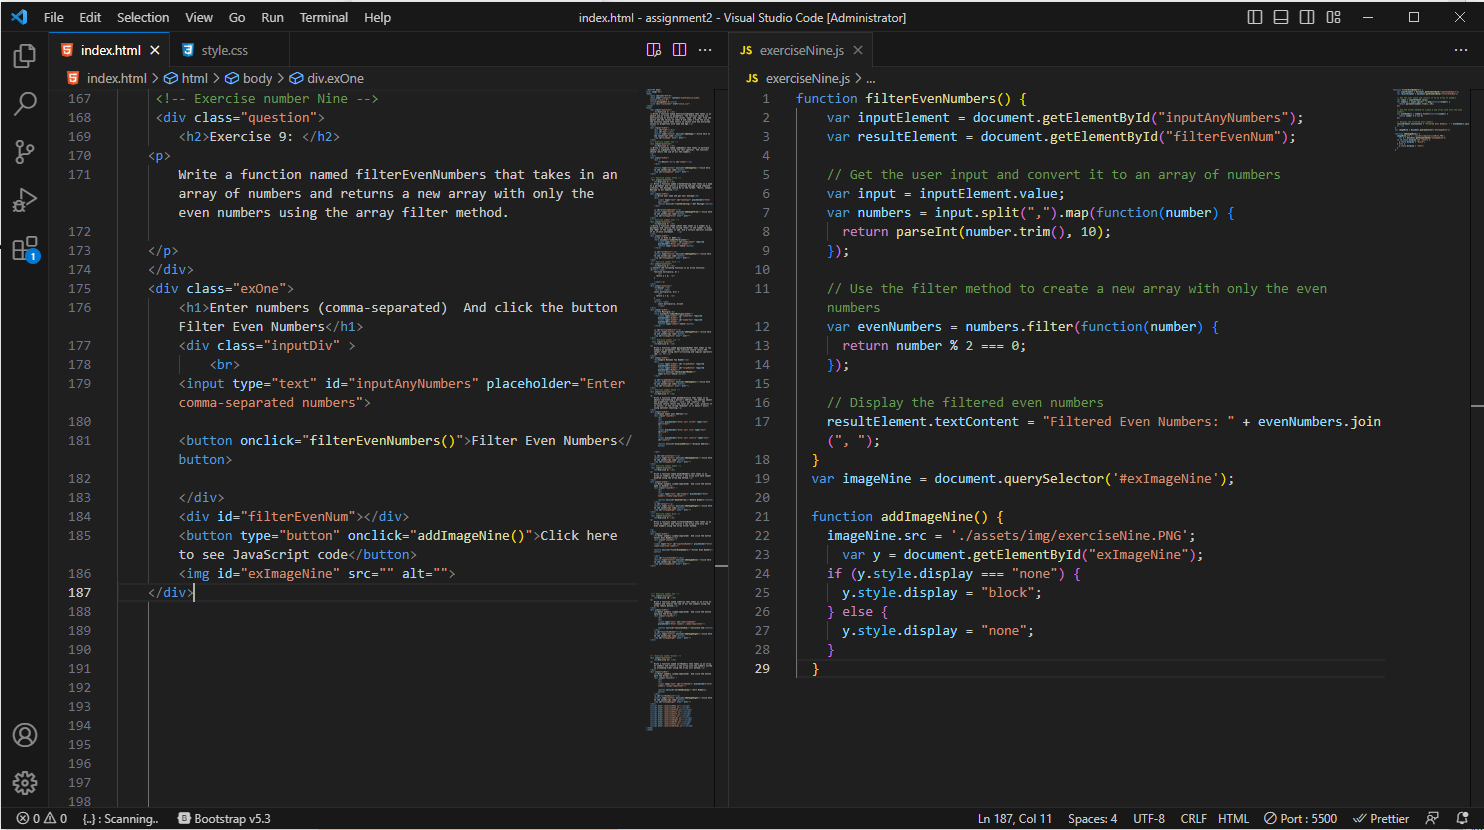 File Edit Selection View Go Run Terminal Help
index.html - assignment2 - Visual Studio Code [Administrator]
index.html
style.css
JS exerciseNine.js
index.html > html > body > div.exOne
JS exerciseNine.js > ...
167 <!-- Exercise number Nine -->
168 <div class="question">
169 <h2>Exercise 9: </h2>
170 <p>
171 Write a function named filterEvenNumbers that takes in an
array of numbers and returns a new array with only the
even numbers using the array filter method.
172
173 </p>
174 </div>
175 <div class="exOne">
176 <h1>Enter numbers (comma-separated)  And click the button
Filter Even Numbers</h1>
177 <div class="inputDiv" >
178 <br>
179 <input type="text" id="inputAnyNumbers" placeholder="Enter
comma-separated numbers">
180
181 <button onclick="filterEvenNumbers()">Filter Even Numbers</
button>
182
183 </div>
184 <div id="filterEvenNum"></div>
185 <button type="button" onclick="addImageNine()">Click here
to see JavaScript code</button>
186 <img id="exImageNine" src="" alt="">
187 </div>
188
189
190
191
192
193
194
195
196
197
198
1 function filterEvenNumbers() {
2 var inputElement = document.getElementById("inputAnyNumbers");
3 var resultElement = document.getElementById("filterEvenNum");
4
5 // Get the user input and convert it to an array of numbers
6 var input = inputElement.value;
7 var numbers = input.split(",").map(function(number) {
8 return parseInt(number.trim(), 10);
9 });
10
11 // Use the filter method to create a new array with only the even
numbers
12 var evenNumbers = numbers.filter(function(number) {
13 return number % 2 === 0;
14 });
15
16 // Display the filtered even numbers
17 resultElement.textContent = "Filtered Even Numbers: " + evenNumbers.join
(", ");
18 }
19 var imageNine = document.querySelector('#exImageNine');
20
21 function addImageNine() {
22 imageNine.src = './assets/img/exerciseNine.PNG';
23 var y = document.getElementById("exImageNine");
24 if (y.style.display === "none") {
25 y.style.display = "block";
26 } else {
27 y.style.display = "none";
28 }
29 }
1
0 0 {..} : Scanning.. B Bootstrap v5.3
Ln 187, Col 11 Spaces: 4 UTF-8 CRLF HTML Port : 5500 Prettier